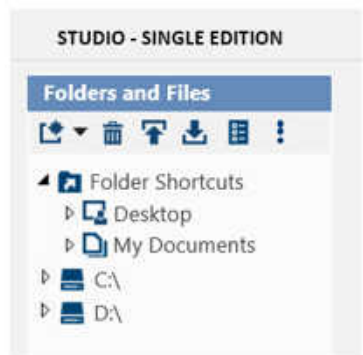 STUDIO - SINGLE EDITION
Folders and Files
Folder Shortcuts
Desktop
My Documents
C:\
D:\